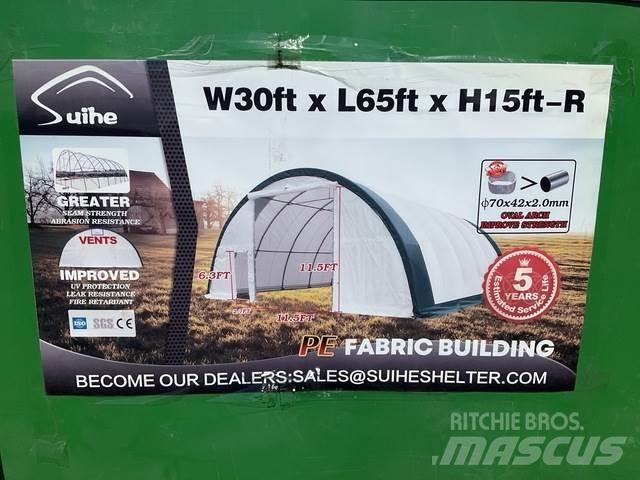 Suihe
W30ft x L65ft x H15ft-R
GREATER
SEAM STRENGTH
ABRASION RESISTANCE
VENTS
IMPROVED
UV PROTECTION
LEAK RESISTANCE
FIRE RETARDANT
ISO SGS CE
6.3FT
11.5FT
11.5FT
>
ϕ70x42x2.0mm
OVAL ARCH
IMPROVE STRENGTH
5
YEARS
Estimated Service Life
PE FABRIC BUILDING
BECOME OUR DEALERS:SALES@SUIHESHELTER.COM
RITCHIE BROS.
MASCUS